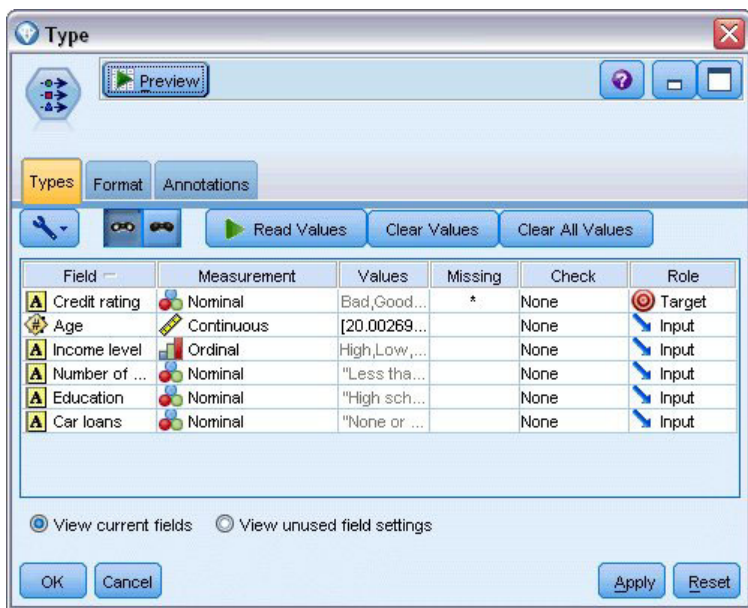 Type
Preview
Types Format Annotations
Read Values Clear Values Clear All Values
Field Measurement Values Missing Check Role
A Credit rating Nominal Bad,Good... * None Target
# Age Continuous [20.00269... None Input
A Income level Ordinal High,Low,... None Input
A Number of ... Nominal "Less tha... None Input
A Education Nominal "High sch... None Input
A Car loans Nominal "None or ... None Input
View current fields View unused field settings
OK Cancel Apply Reset